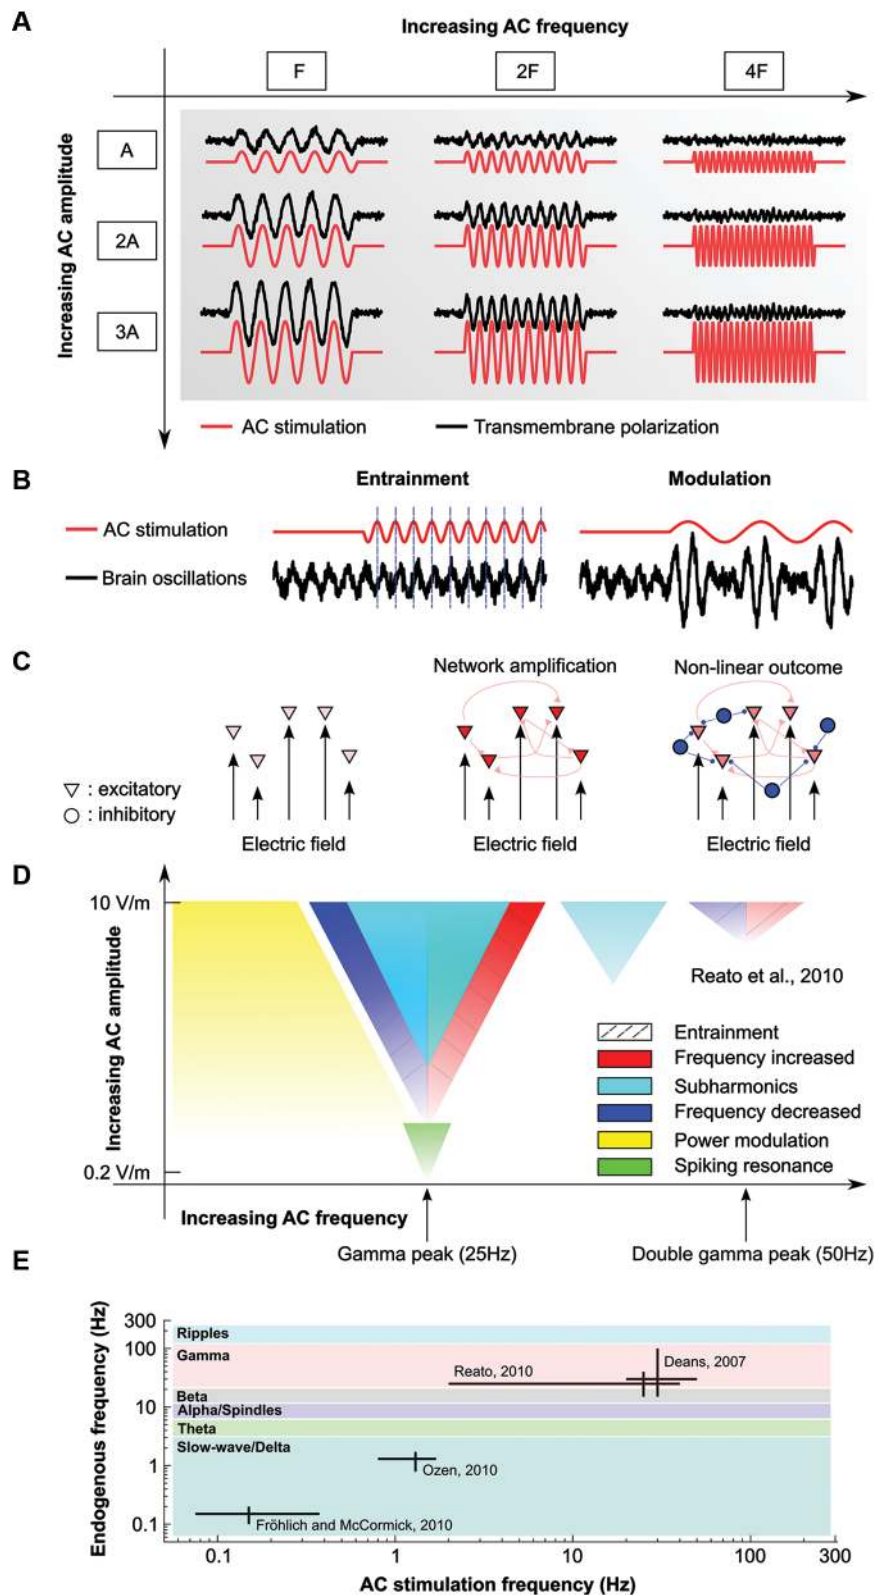 A
Increasing AC frequency
F
2F
4F
Increasing AC amplitude
A
2A
3A
AC stimulation
Transmembrane polarization
B
Entrainment
Modulation
AC stimulation
Brain oscillations
C
Network amplification
Non-linear outcome
: excitatory
: inhibitory
Electric field
Electric field
Electric field
D
10 V/m
Increasing AC amplitude
Reato et al., 2010
Entrainment
Frequency increased
Subharmonics
Frequency decreased
Power modulation
Spiking resonance
0.2 V/m
Increasing AC frequency
Gamma peak (25Hz)
Double gamma peak (50Hz)
E
Endogenous frequency (Hz)
300
100
10
1
0.1
Ripples
Gamma
Deans, 2007
Reato, 2010
Beta
Alpha/Spindles
Theta
Slow-wave/Delta
Ozen, 2010
Fröhlich and McCormick, 2010
0.1
1
10
100
300
AC stimulation frequency (Hz)